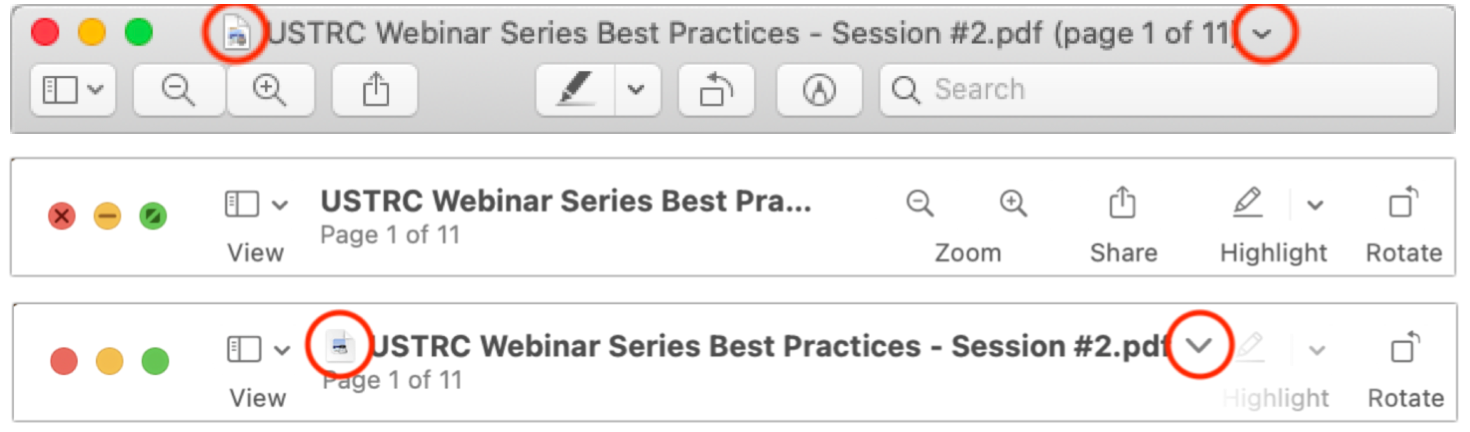 USTRC Webinar Series Best Practices - Session #2.pdf (page 1 of 11)
Search
USTRC Webinar Series Best Pra...
Page 1 of 11
View Zoom Share Highlight Rotate
USTRC Webinar Series Best Practices - Session #2.pdf
Page 1 of 11
View Highlight Rotate